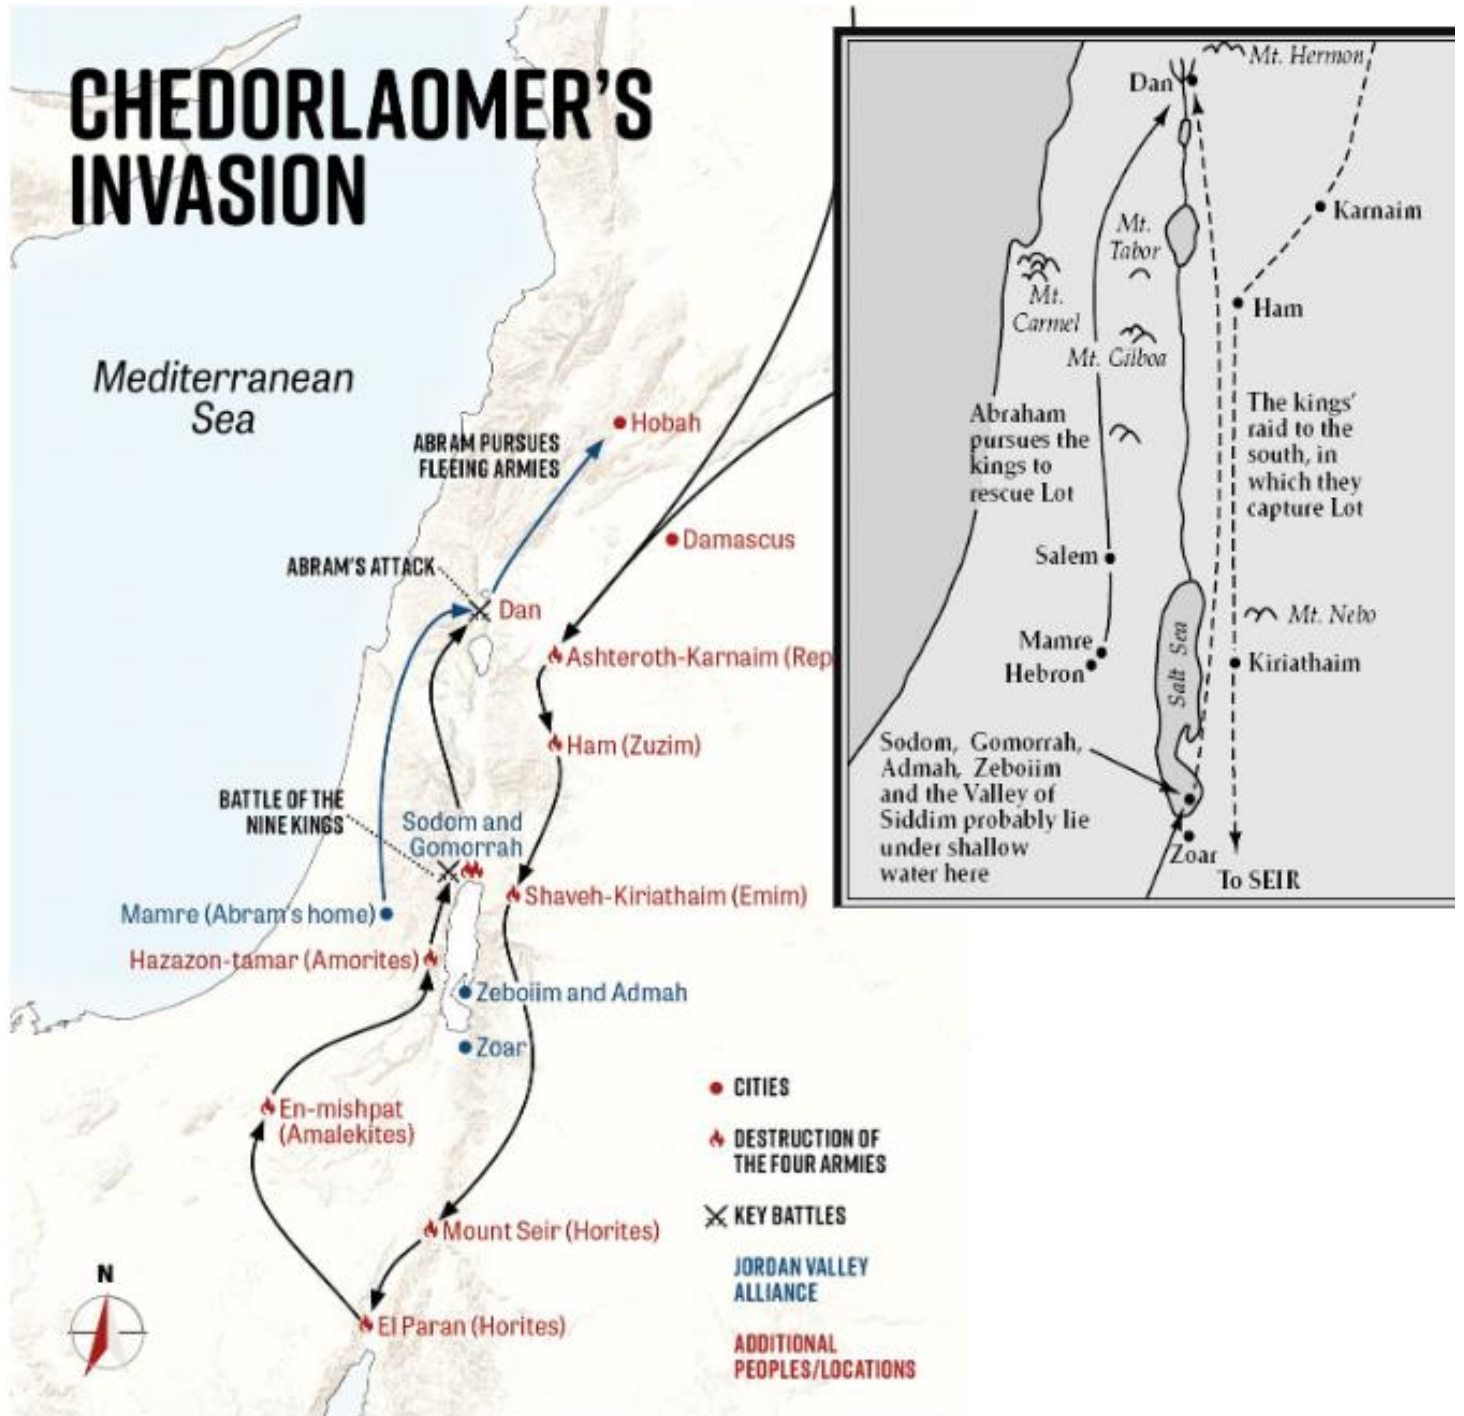 CHEDORLAOMER'S
INVASION
Mediterranean
Sea
Hobah
ABRAM PURSUES
FLEEING ARMIES
Damascus
ABRAM'S ATTACK
Dan
Ashteroth-Karnaim (Rep
Ham (Zuzim)
BATTLE OF THE
NINE KINGS
Sodom and
Gomorrah
Shaveh-Kiriathaim (Emim)
Mamre (Abram's home)
Hazazon-tamar (Amorites)
Zeboiim and Admah
Zoar
En-mishpat
(Amalekites)
Mount Seir (Horites)
El Paran (Horites)
N
CITIES
DESTRUCTION OF
THE FOUR ARMIES
KEY BATTLES
JORDAN VALLEY
ALLIANCE
ADDITIONAL
PEOPLES/LOCATIONS
Mt. Hermon
Dan
Karnaim
Mt.
Tabor
Mt.
Carmel
Ham
Mt. Gilboa
Abraham
pursues the
kings to
rescue Lot
The kings'
raid to the
south, in
which they
capture Lot
Salem
Mt. Nebo
Mamre
Hebron
Salt Sea
Kiriathaim
Sodom, Gomorrah,
Admah, Zeboiim
and the Valley of
Siddim probably lie
under shallow
water here
Zoar
To SEIR